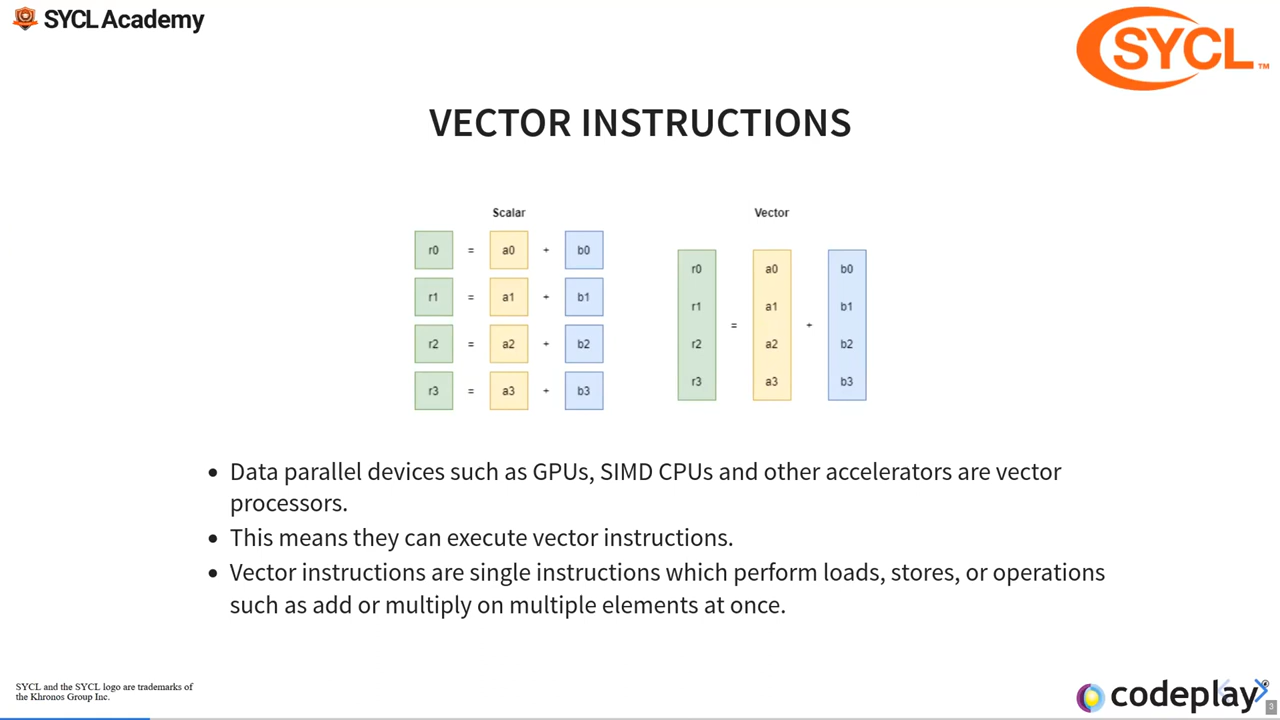 SYCL Academy
SYCL™
VECTOR INSTRUCTIONS
Scalar
r0 = a0 + b0
r1 = a1 + b1
r2 = a2 + b2
r3 = a3 + b3
Vector
r0 a0 b0
r1 a1 b1
= +
r2 a2 b2
r3 a3 b3
• Data parallel devices such as GPUs, SIMD CPUs and other accelerators are vector
processors.
• This means they can execute vector instructions.
• Vector instructions are single instructions which perform loads, stores, or operations
such as add or multiply on multiple elements at once.
SYCL and the SYCL logo are trademarks of
the Khronos Group Inc.
codeplay®
3